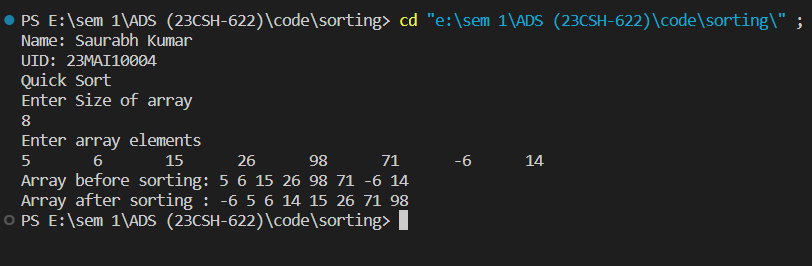 PS E:\sem 1\ADS (23CSH-622)\code\sorting> cd "e:\sem 1\ADS (23CSH-622)\code\sorting\" ;
Name: Saurabh Kumar
UID: 23MAI10004
Quick Sort
Enter Size of array
8
Enter array elements
5 6 15 26 98 71 -6 14
Array before sorting: 5 6 15 26 98 71 -6 14
Array after sorting : -6 5 6 14 15 26 71 98
PS E:\sem 1\ADS (23CSH-622)\code\sorting>